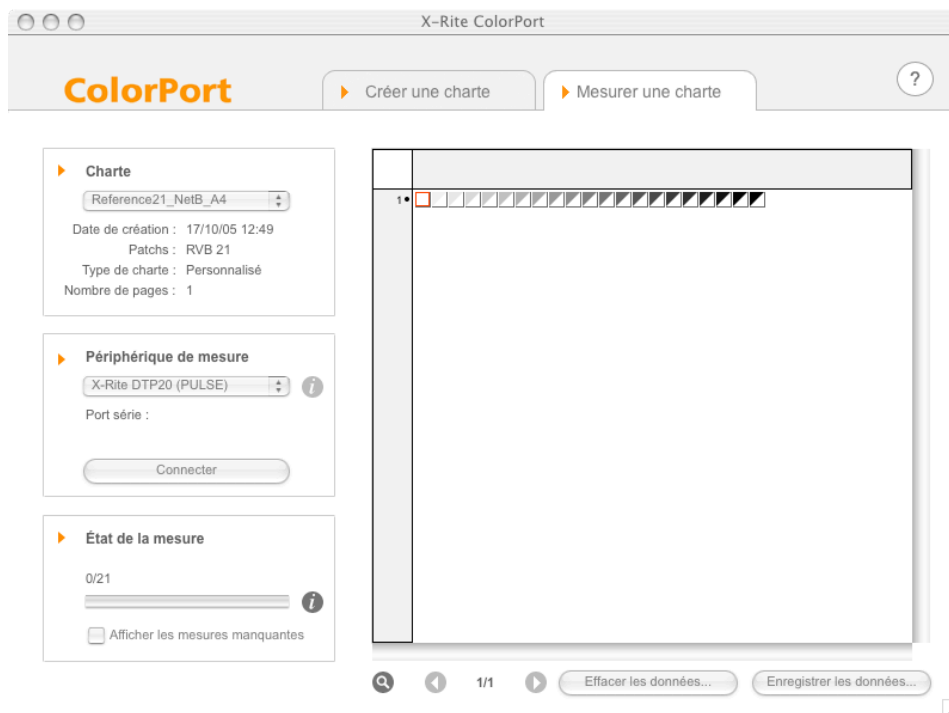 X-Rite ColorPort
ColorPort
Créer une charte
Mesurer une charte
?
Charte
Reference21_NetB_A4
Date de création : 17/10/05 12:49
Patchs : RVB 21
Type de charte : Personnalisé
Nombre de pages : 1
Périphérique de mesure
X-Rite DTP20 (PULSE)
i
Port série :
Connecter
État de la mesure
0/21
i
Afficher les mesures manquantes
1
1/1
Effacer les données...
Enregistrer les données...